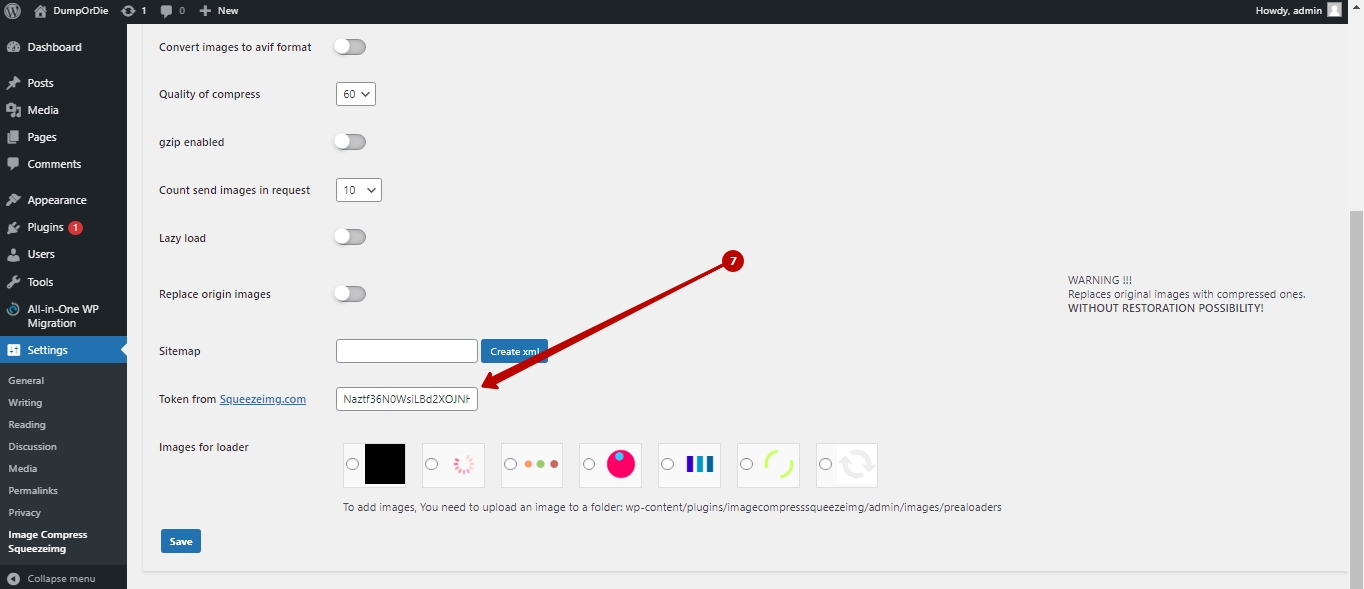 DumpOrDie 1 0 New Howdy, admin
Dashboard
Posts
Media
Pages
Comments
Appearance
Plugins 1
Users
Tools
All-in-One WP
Migration
Settings
General
Writing
Reading
Discussion
Media
Permalinks
Privacy
Image Compress
Squeezeimg
Collapse menu
Convert images to avif format
Quality of compress 60
gzip enabled
Count send images in request 10
Lazy load
7
Replace origin images
WARNING !!!
Replaces original images with compressed ones.
WITHOUT RESTORATION POSSIBILITY!
Sitemap Create xml
Token from Squeezeimg.com Naztf36N0WsiLBd2XOJNH
Images for loader
To add images, You need to upload an image to a folder: wp-content/plugins/imagecompresssqueezeimg/admin/images/prealoaders
Save